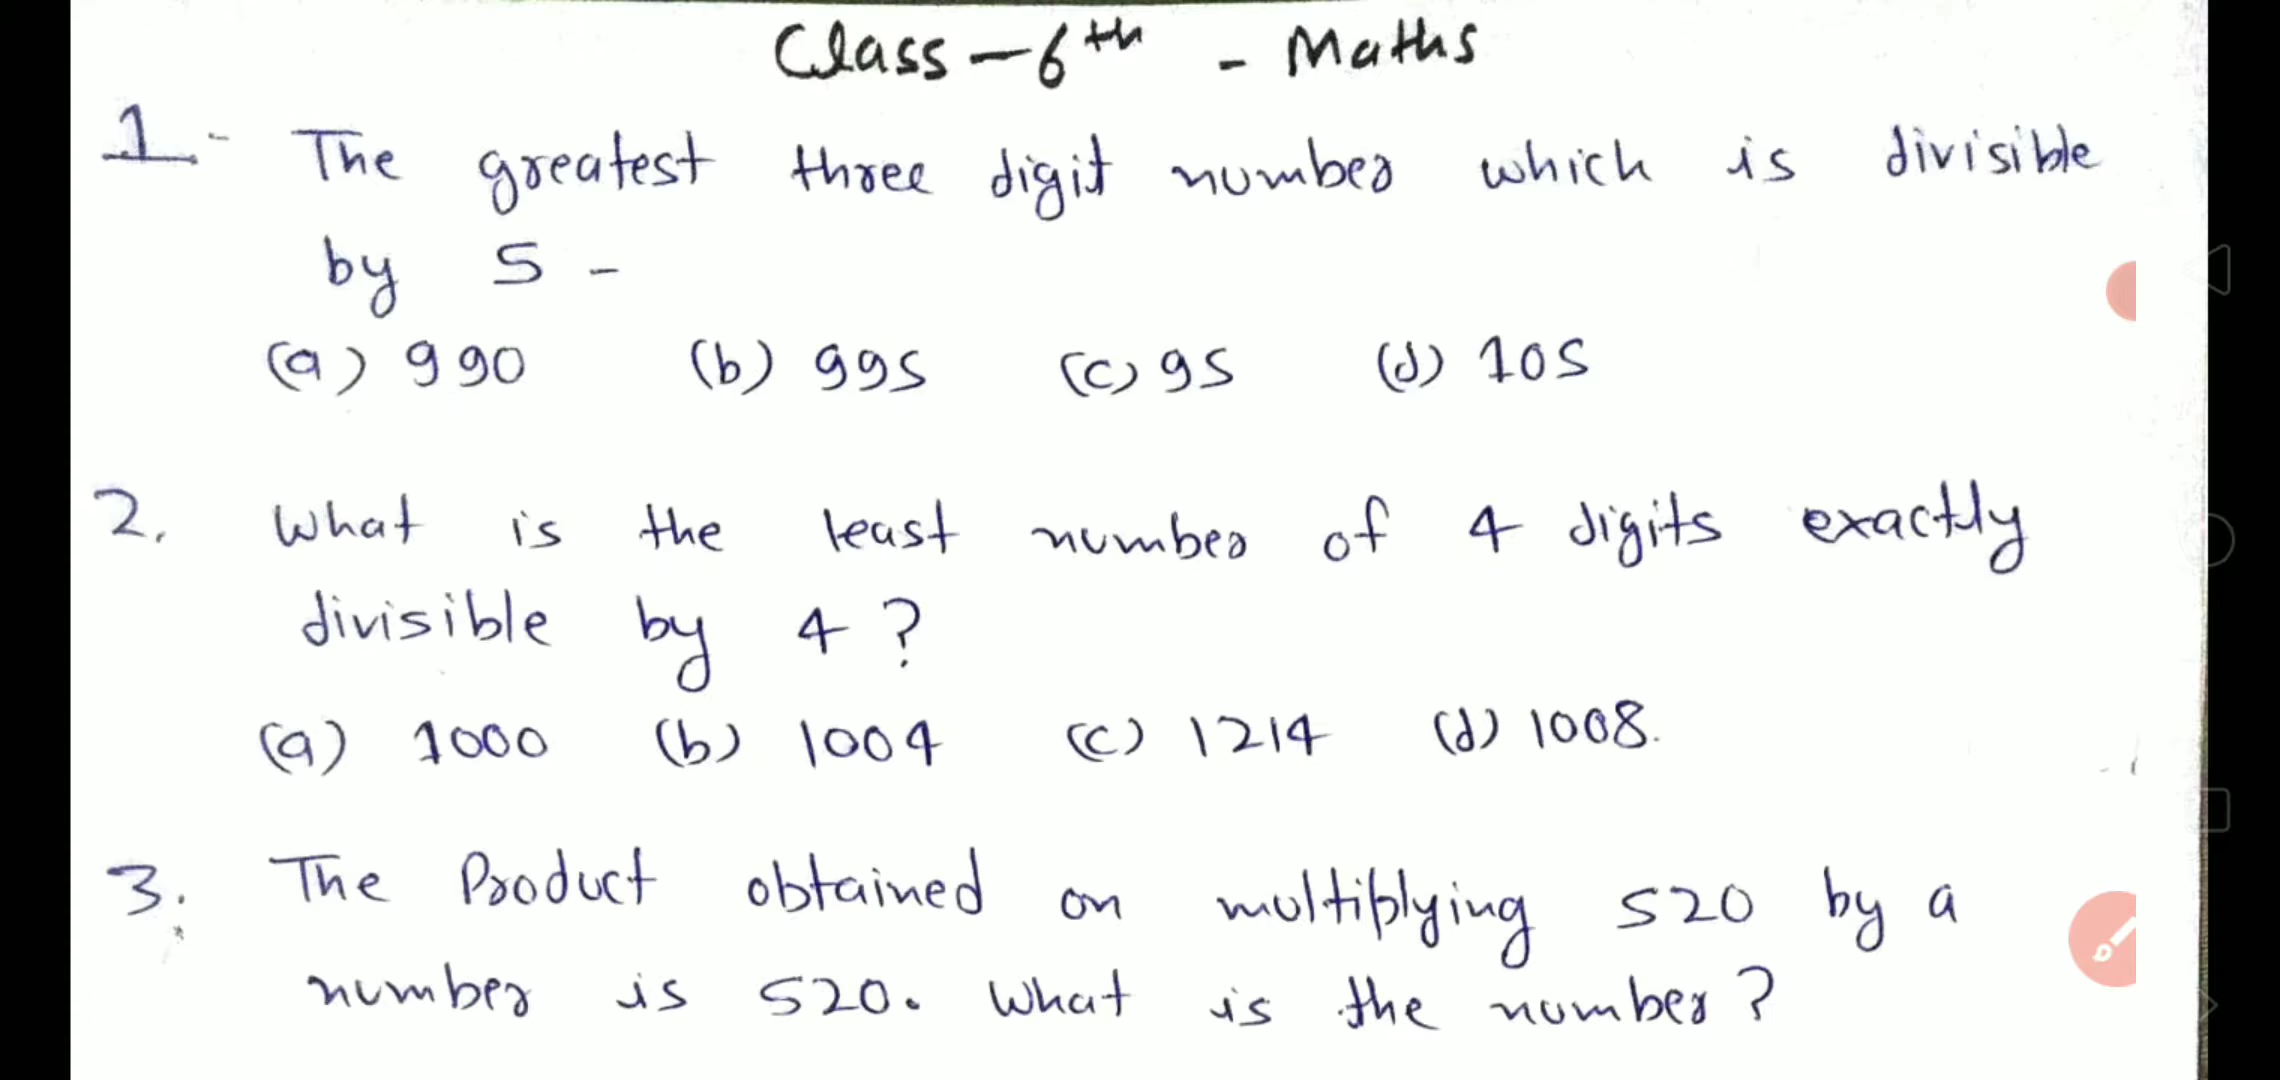 Class - 6th - Maths
1.- The greatest three digit number which is divisible
by 5 -
(a) 990 (b) 995 (c) 95 (d) 105
2. What is the least number of 4 digits exactly
divisible by 4 ?
(a) 1000 (b) 1004 (c) 1214 (d) 1008.
3. The Product obtained on multiplying 520 by a
number is 520. What is the number ?